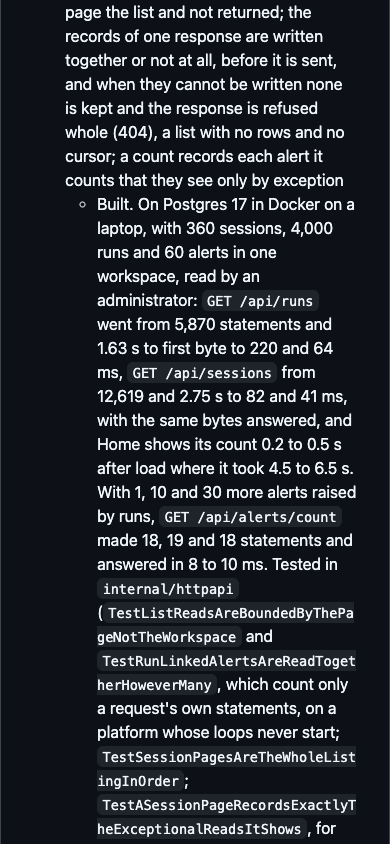 page the list and not returned; the
records of one response are written
together or not at all, before it is sent,
and when they cannot be written none
is kept and the response is refused
whole (404), a list with no rows and no
cursor; a count records each alert it
counts that they see only by exception
◦ Built. On Postgres 17 in Docker on a
laptop, with 360 sessions, 4,000
runs and 60 alerts in one
workspace, read by an
administrator: GET /api/runs
went from 5,870 statements and
1.63 s to first byte to 220 and 64
ms, GET /api/sessions from
12,619 and 2.75 s to 82 and 41 ms,
with the same bytes answered, and
Home shows its count 0.2 to 0.5 s
after load where it took 4.5 to 6.5 s.
With 1, 10 and 30 more alerts raised
by runs, GET /api/alerts/count
made 18, 19 and 18 statements and
answered in 8 to 10 ms. Tested in
internal/httpapi
(TestListReadsAreBoundedByThePa
geNotTheWorkspace and
TestRunLinkedAlertsAreReadToget
herHoweverMany, which count only
a request's own statements, on a
platform whose loops never start;
TestSessionPagesAreTheWholeList
ingInOrder;
TestASessionPageRecordsExactlyT
heExceptionalReadsItShows, for